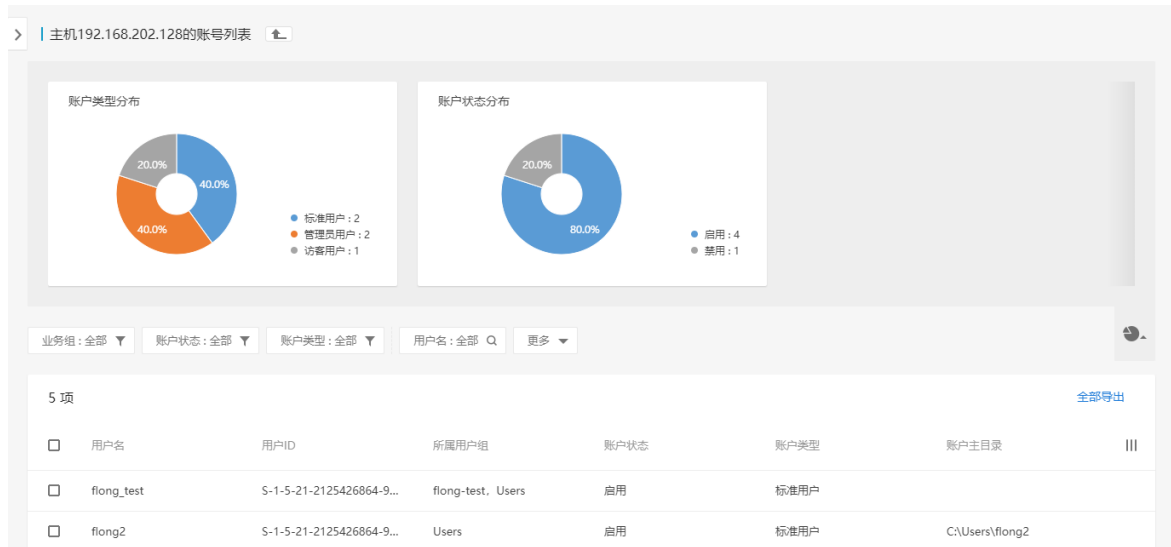 主机192.168.202.128的账号列表
账户类型分布
20.0%
40.0%
40.0%
标准用户 : 2
管理员用户 : 2
访客用户 : 1
账户状态分布
20.0%
80.0%
启用 : 4
禁用 : 1
业务组 : 全部 账户状态 : 全部 账户类型 : 全部 用户名 : 全部 更多
5 项 全部导出
用户名 用户ID 所属用户组 账户状态 账户类型 账户主目录
flong_test S-1-5-21-2125426864-9... flong-test, Users 启用 标准用户
flong2 S-1-5-21-2125426864-9... Users 启用 标准用户 C:\Users\flong2